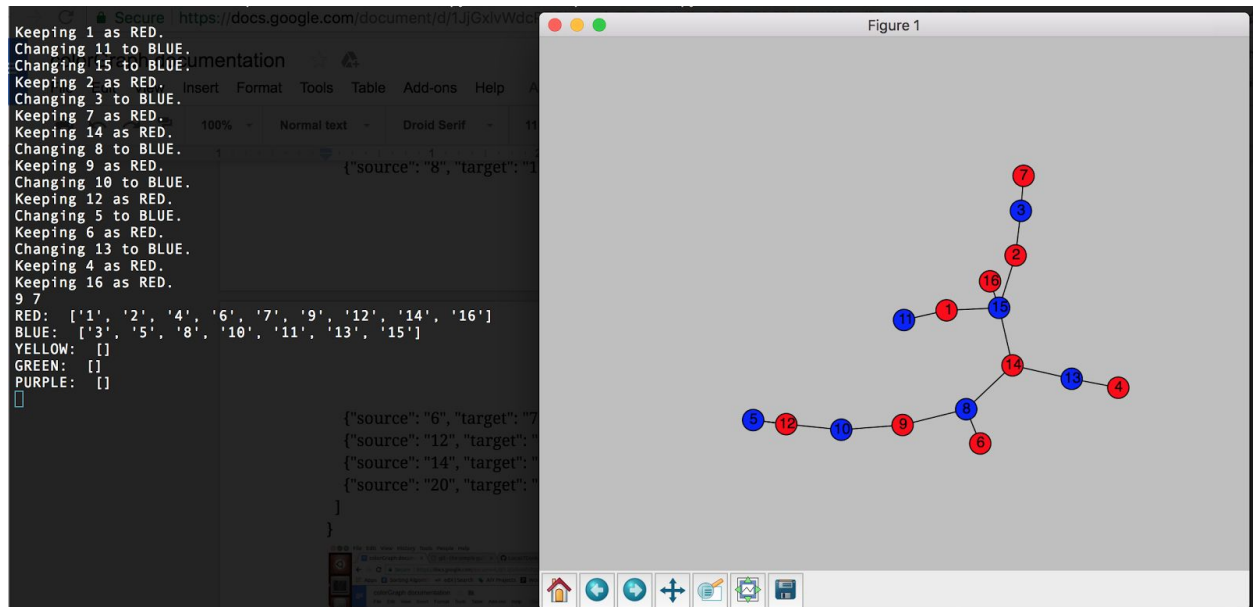 Secure https://docs.google.com/document/d/1JjGxlvWdc
Keeping 1 as RED.
Changing 11 to BLUE.
Changing 15 to BLUE.
Keeping 2 as RED.
Changing 3 to BLUE.
Keeping 7 as RED.
Keeping 14 as RED.
Changing 8 to BLUE.
Keeping 9 as RED.
Changing 10 to BLUE.
Keeping 12 as RED.
Changing 5 to BLUE.
Keeping 6 as RED.
Changing 13 to BLUE.
Keeping 4 as RED.
Keeping 16 as RED.
9 7
RED: ['1', '2', '4', '6', '7', '9', '12', '14', '16']
BLUE: ['3', '5', '8', '10', '11', '13', '15']
YELLOW: []
GREEN: []
PURPLE: []
Insert Format Tools Table Add-ons Help
100% Normal text Droid Serif 11
{"source": "8", "target": "1
{"source": "6", "target": "7
{"source": "12", "target": "
{"source": "14", "target": "
{"source": "20", "target": "
]
}
Figure 1
7
3
2
16
15
1
11
14
13
4
8
9
10
12
5
6